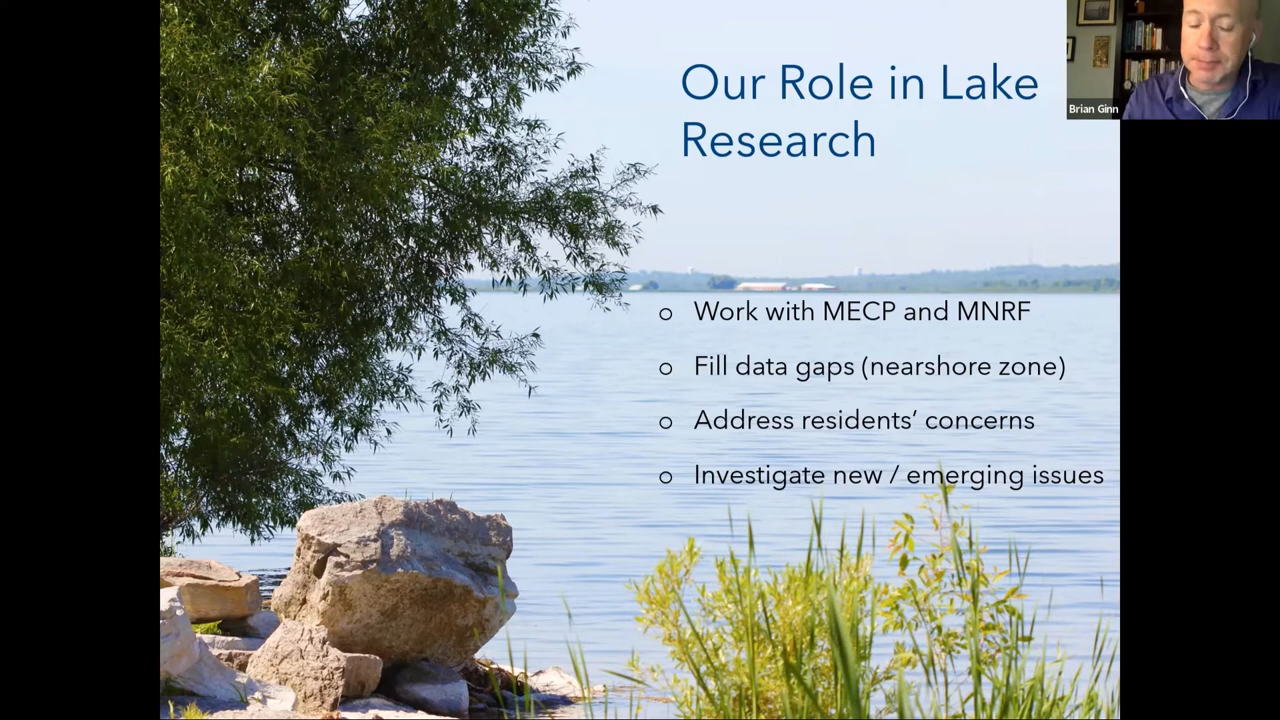 Our Role in Lake
Research
Brian Ginn
o Work with MECP and MNRF
o Fill data gaps (nearshore zone)
o Address residents’ concerns
o Investigate new / emerging issues